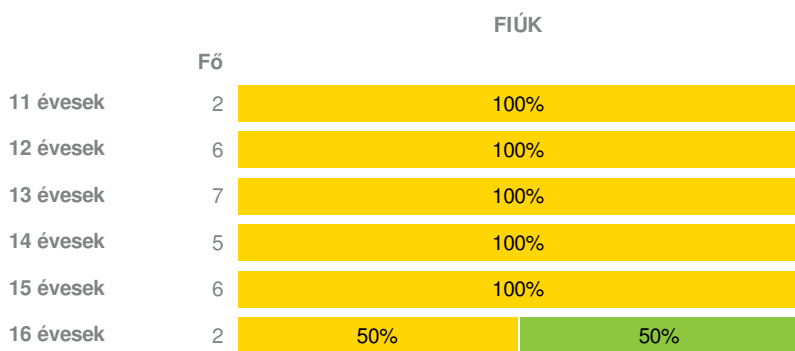 FIÚK
Fő
11 évesek 2 100%
12 évesek 6 100%
13 évesek 7 100%
14 évesek 5 100%
15 évesek 6 100%
16 évesek 2 50% 50%